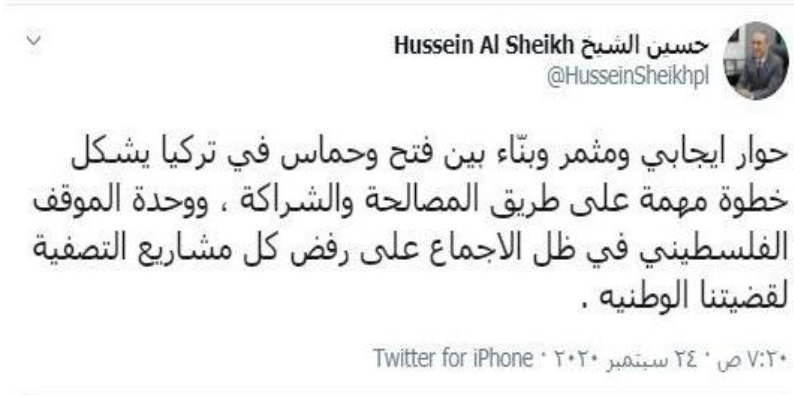 حسين الشيخ Hussein Al Sheikh
@HusseinSheikhpl
حوار ايجابي ومثمر وبنّاء بين فتح وحماس في تركيا يشكل
خطوة مهمة على طريق المصالحة والشراكة ، ووحدة الموقف
الفلسطيني في ظل الاجماع على رفض كل مشاريع التصفية
لقضيتنا الوطنيه .
٧:٢٠ ص · ٢٤ سبتمبر ٢٠٢٠ · Twitter for iPhone